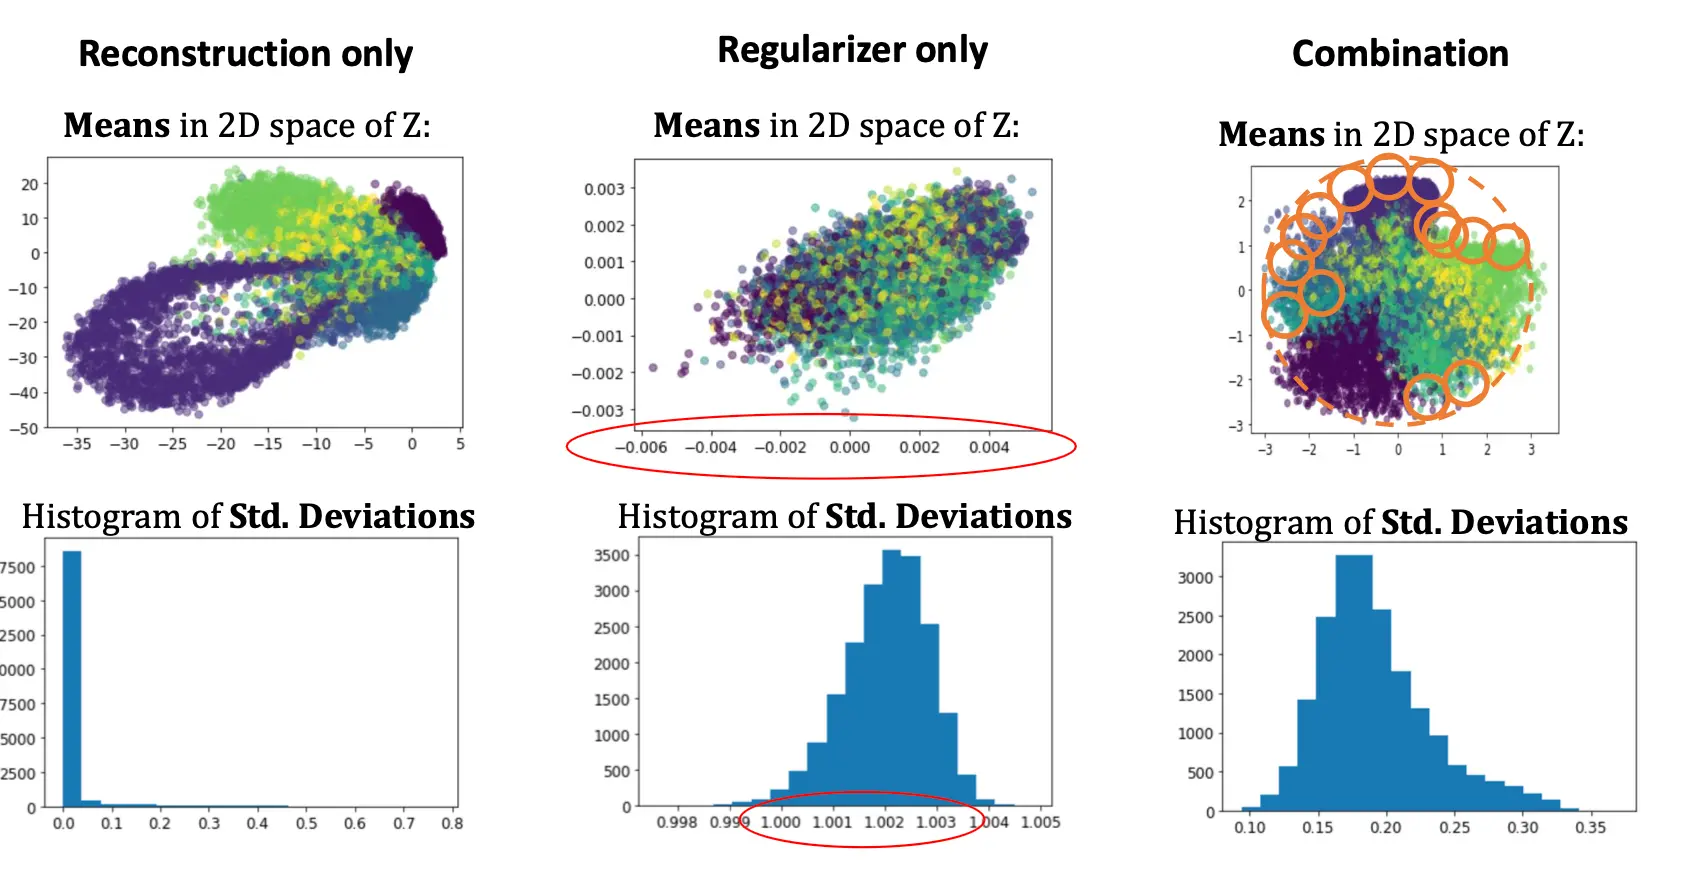 Reconstruction only
Means in 2D space of Z:
20
10
0
−10
−20
−30
−40
−50
−35 −30 −25 −20 −15 −10 −5 0 5
Histogram of Std. Deviations
7500
5000
2500
0000
7500
5000
2500
0
0.0 0.1 0.2 0.3 0.4 0.5 0.6 0.7 0.8
Regularizer only
Means in 2D space of Z:
0.003
0.002
0.001
0.000
−0.001
−0.002
−0.003
−0.006 −0.004 −0.002 0.000 0.002 0.004
Histogram of Std. Deviations
3500
3000
2500
2000
1500
1000
500
0
0.998 0.999 1.000 1.001 1.002 1.003 1.004 1.005
Combination
Means in 2D space of Z:
2
1
0
−1
−2
−3
−3 −2 −1 0 1 2 3
Histogram of Std. Deviations
3000
2500
2000
1500
1000
500
0
0.10 0.15 0.20 0.25 0.30 0.35